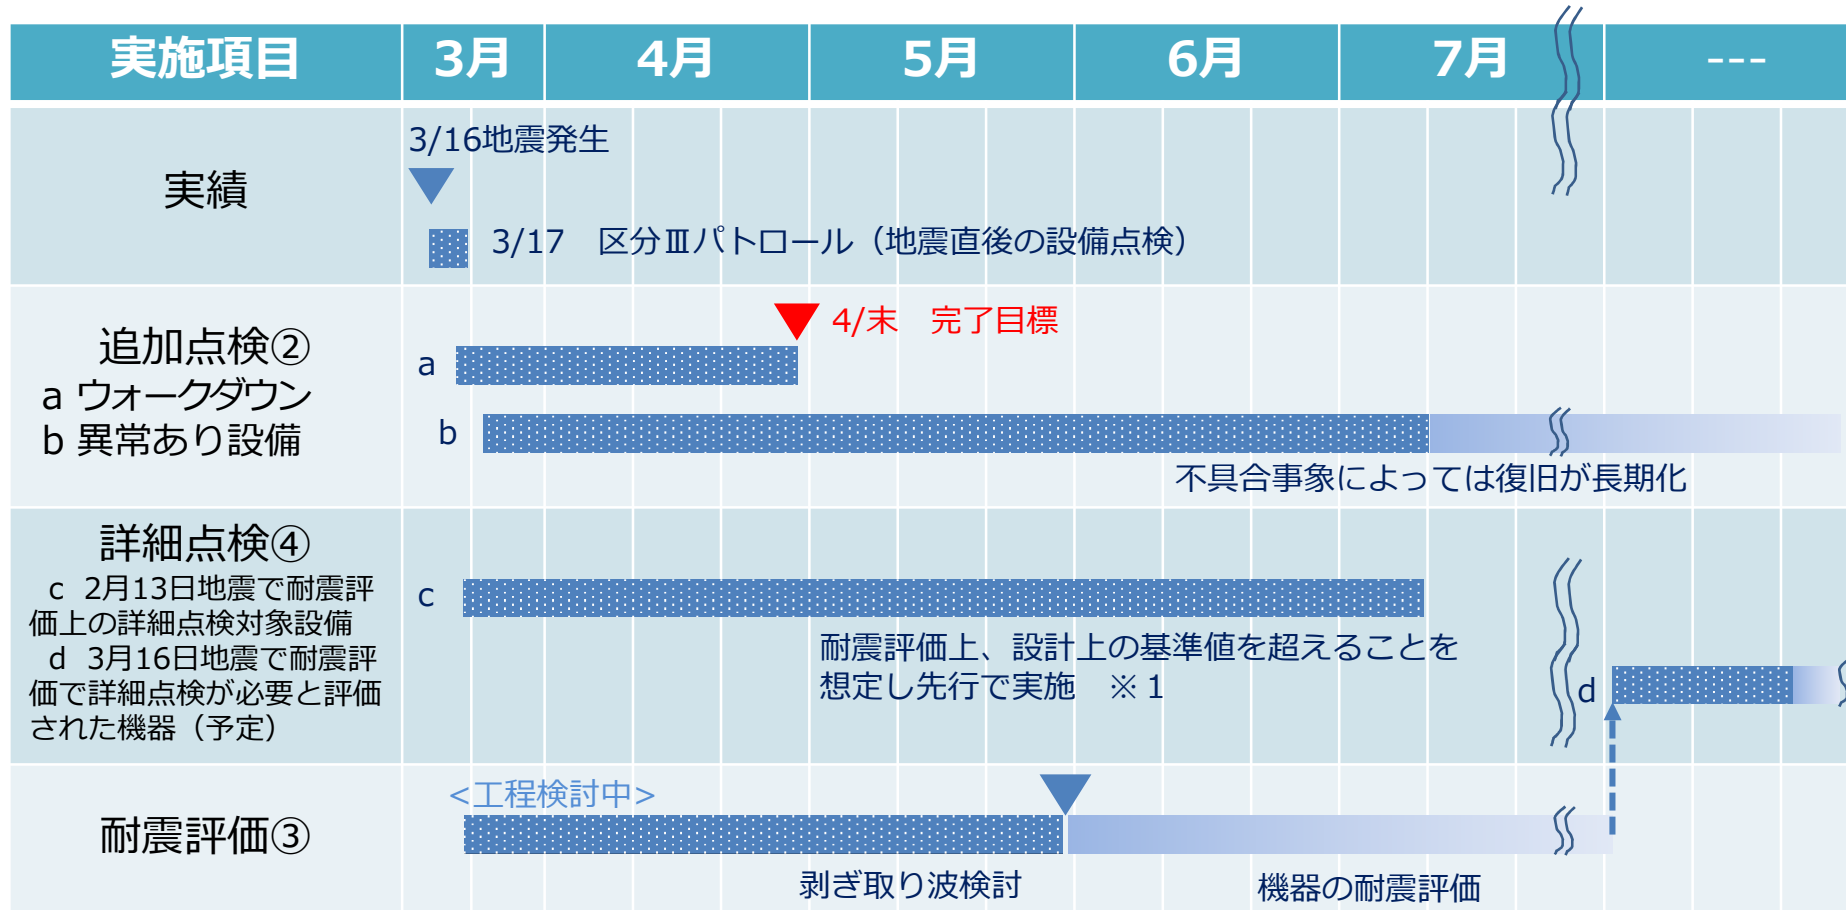 実施項目
3月
4月
5月
6月
7月
---
実績
3/16地震発生
3/17　区分Ⅲパトロール（地震直後の設備点検）
追加点検②
a ウォークダウン
b 異常あり設備
4/末　完了目標
a
b
不具合事象によっては復旧が長期化
詳細点検④
c 2月13日地震で耐震評
価上の詳細点検対象設備
d 3月16日地震で耐震評
価で詳細点検が必要と評価
された機器（予定）
c
耐震評価上、設計上の基準値を超えることを
想定し先行で実施　※１
d
耐震評価③
<工程検討中>
剥ぎ取り波検討
機器の耐震評価